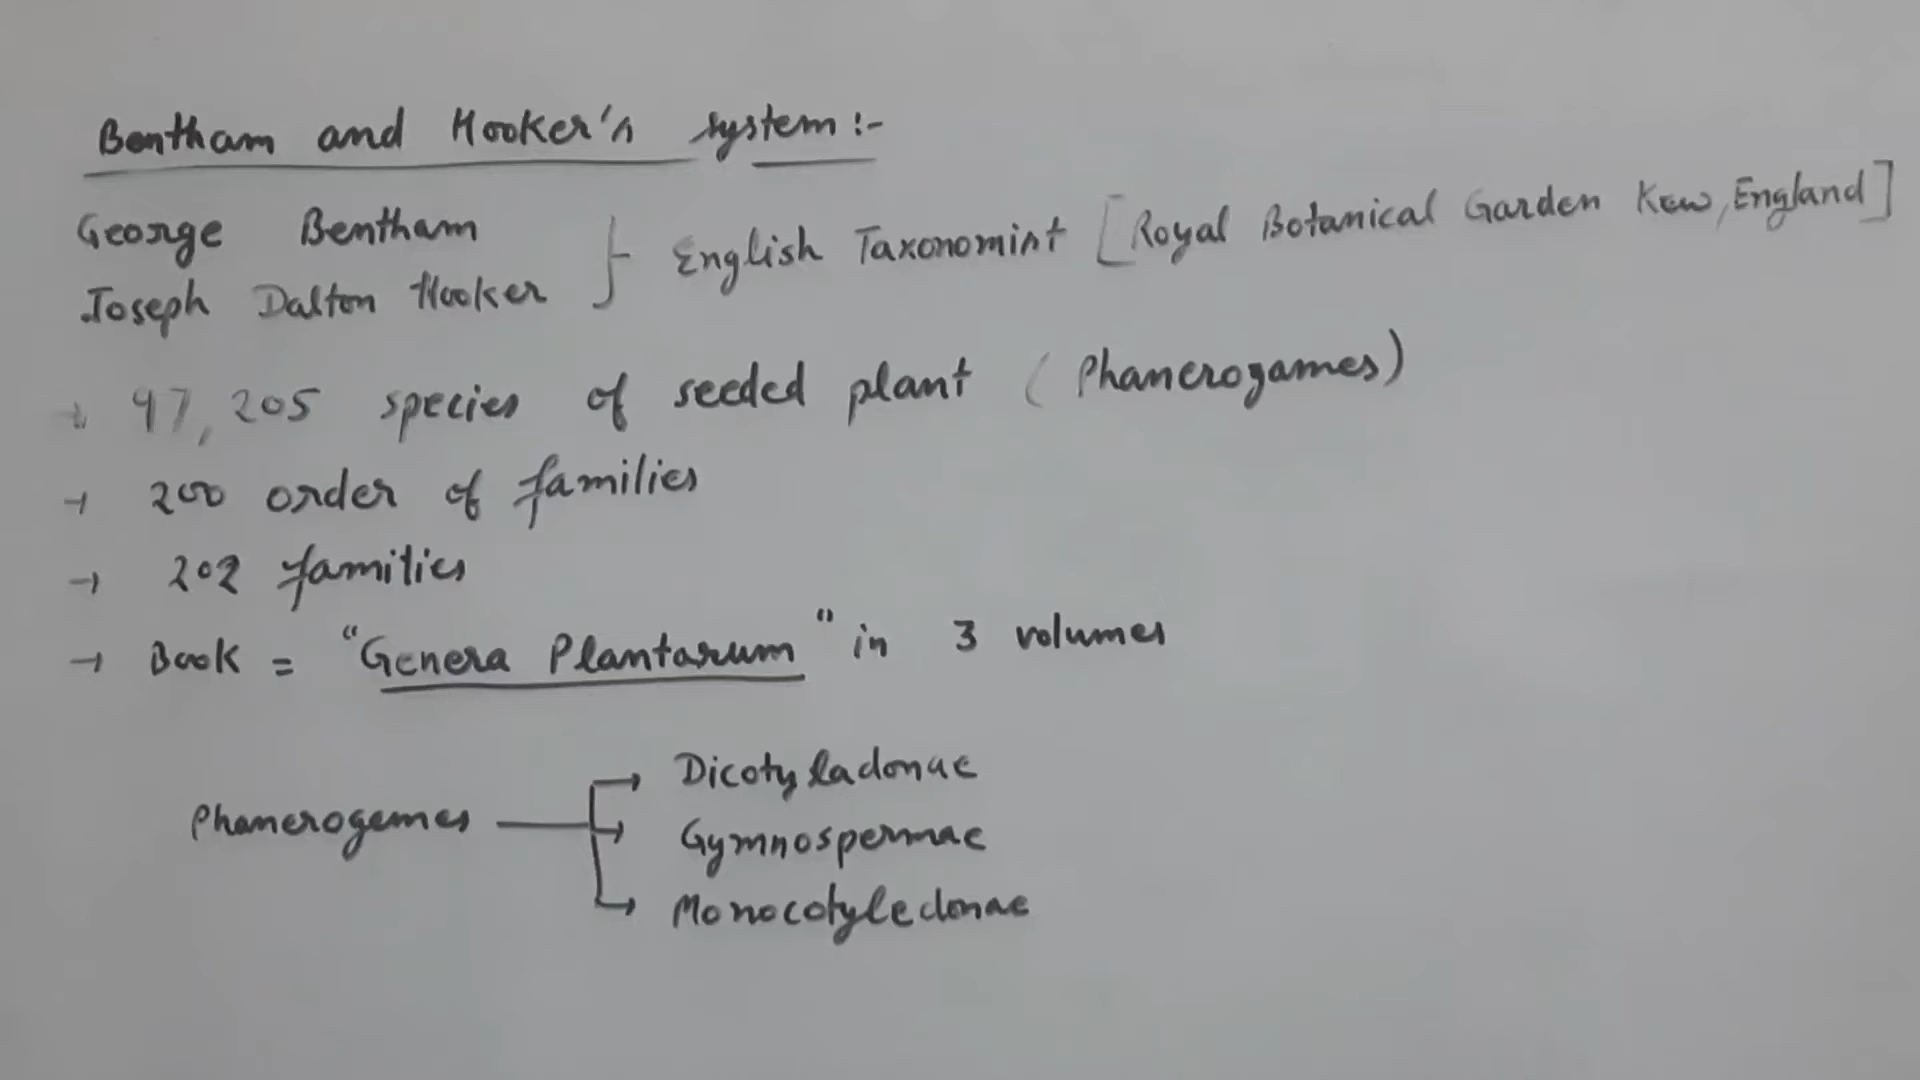 Bentham and Hooker's system :-
George Bentham
Joseph Dalton Hooker
English Taxonomist [Royal Botanical Garden Kew, England]
→ 97,205 species of seeded plant (Phanerogames)
→ 200 order of families
→ 202 families
→ Book = "Genera Plantarum" in 3 volumes
Phanerogemes
→ Dicotyladonae
→ Gymnospermae
→ Monocotyledonae